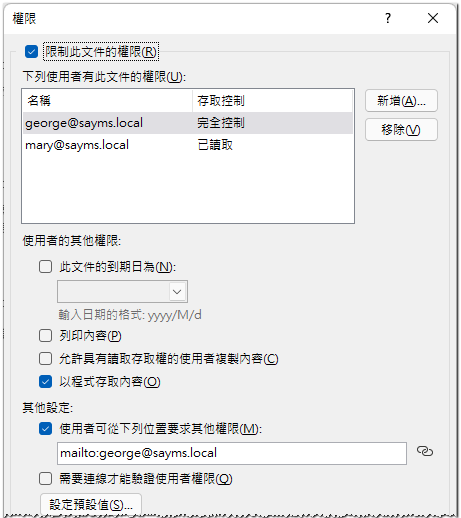 權限
?
限制此文件的權限(R)
下列使用者有此文件的權限(U):
名稱 存取控制
george@sayms.local 完全控制
mary@sayms.local 已讀取
新增(A)...
移除(V)
使用者的其他權限:
此文件的到期日為(N):
輸入日期的格式: yyyy/M/d
列印內容(P)
允許具有讀取存取權的使用者複製內容(C)
以程式存取內容(O)
其他設定:
使用者可從下列位置要求其他權限(M):
mailto:george@sayms.local
需要連線才能驗證使用者權限(Q)
設定預設值(S)...